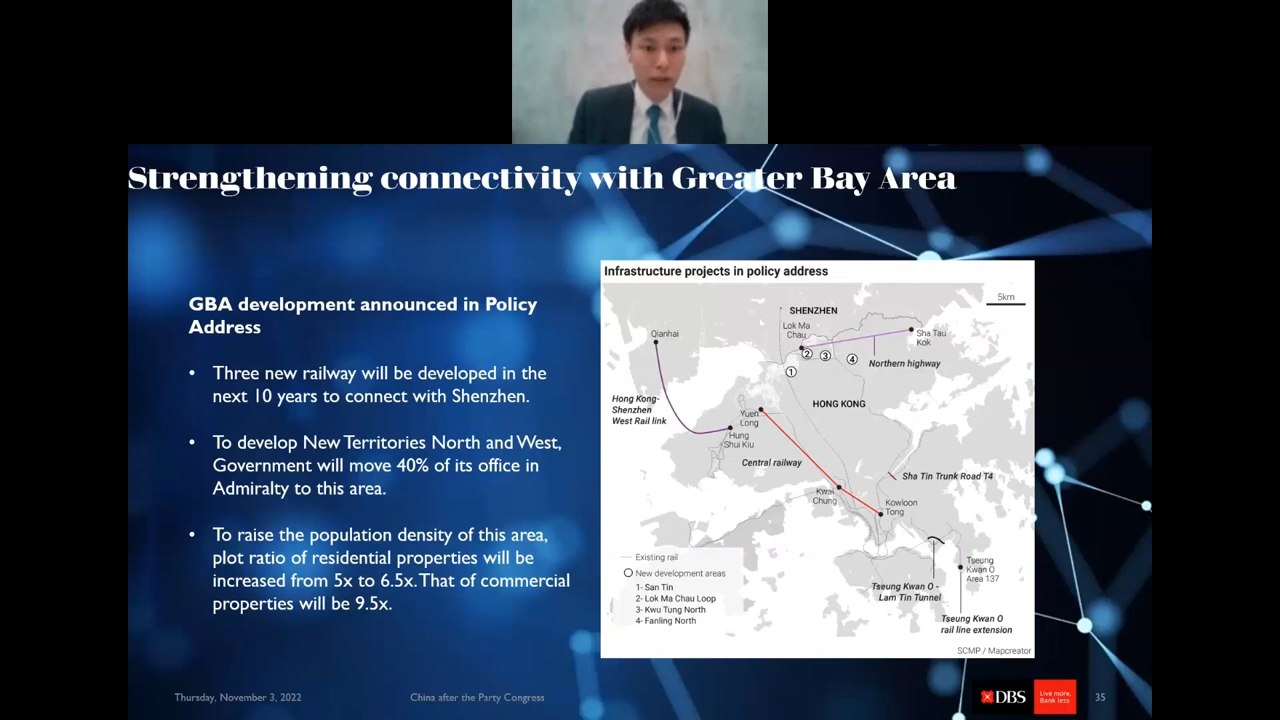 Strengthening connectivity with Greater Bay Area
GBA development announced in Policy
Address
• Three new railway will be developed in the
next 10 years to connect with Shenzhen.
• To develop New Territories North and West,
Government will move 40% of its office in
Admiralty to this area.
• To raise the population density of this area,
plot ratio of residential properties will be
increased from 5x to 6.5x. That of commercial
properties will be 9.5x.
Infrastructure projects in policy address
5km
SHENZHEN
Lok Ma
Chau
Qianhai
Sha Tau
Kok
2
3
4
1
Northern highway
Hong Kong-
Shenzhen
West Rail link
HONG KONG
Yuen
Long
Hung
Shui Kiu
Central railway
Sha Tin Trunk Road T4
Kwai
Chung
Kowloon
Tong
Existing rail
New development areas
1- San Tin
2- Lok Ma Chau Loop
3- Kwu Tung North
4- Fanling North
Tseung
Kwan O
Area 137
Tseung Kwan O -
Lam Tin Tunnel
Tseung Kwan O
rail line extension
SCMP / Mapcreator
Thursday, November 3, 2022
China after the Party Congress
DBS
Live more,
Bank less
35